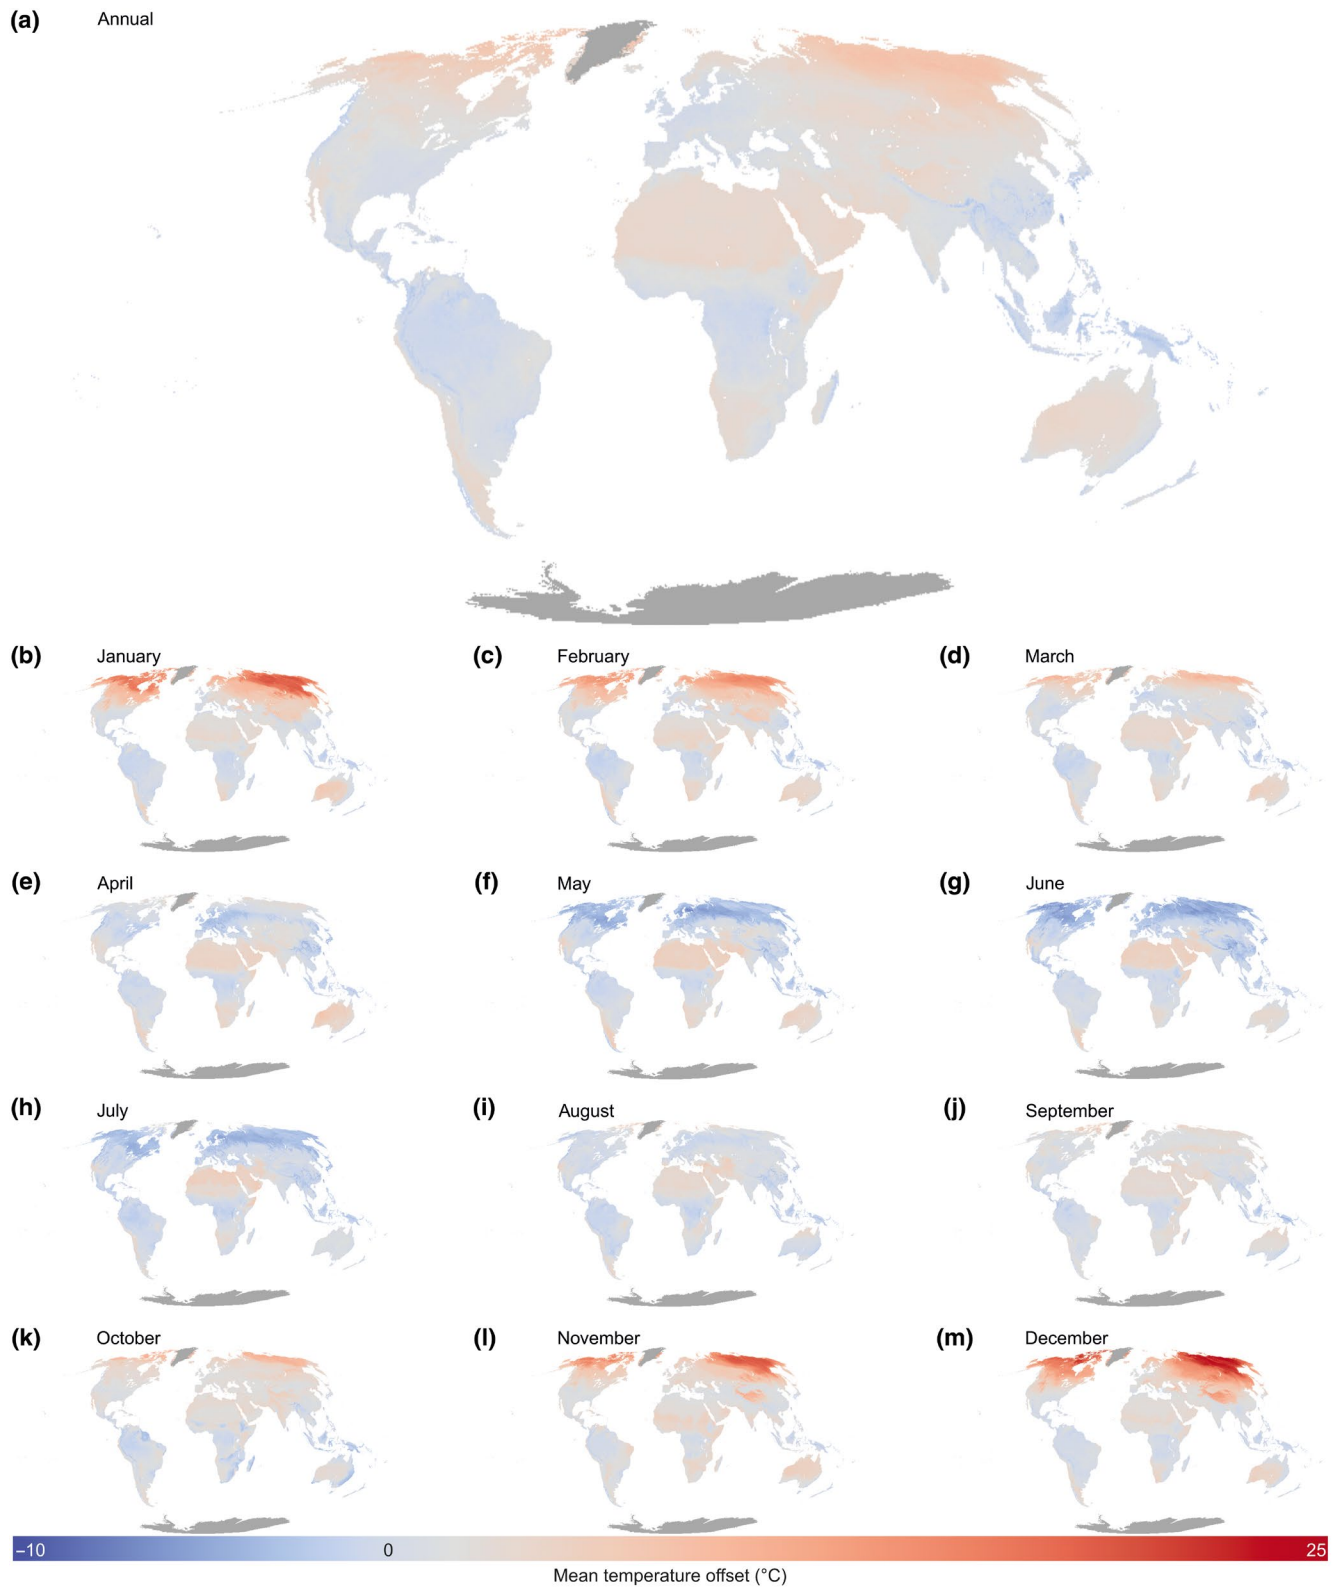 (a) Annual
(b) January
(c) February
(d) March
(e) April
(f) May
(g) June
(h) July
(i) August
(j) September
(k) October
(l) November
(m) December
−10 0 25
Mean temperature offset (°C)